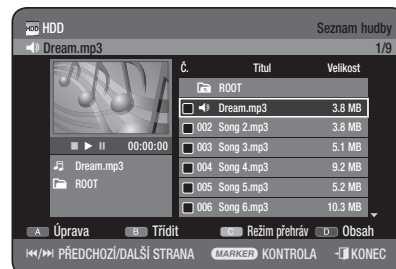 HDD HDD Seznam hudby
Dream.mp3 1/9
Č. Titul Velikost
ROOT
Dream.mp3 3.8 MB
002 Song 2.mp3 3.8 MB
003 Song 3.mp3 5.1 MB
004 Song 4.mp3 9.2 MB
005 Song 5.mp3 5.2 MB
006 Song 6.mp3 10.3 MB
00:00:00
Dream.mp3
ROOT
A Úprava B Třídit C Režim přehráv D Obsah
PŘEDCHOZÍ/DALŠÍ STRANA MARKER KONTROLA KONEC